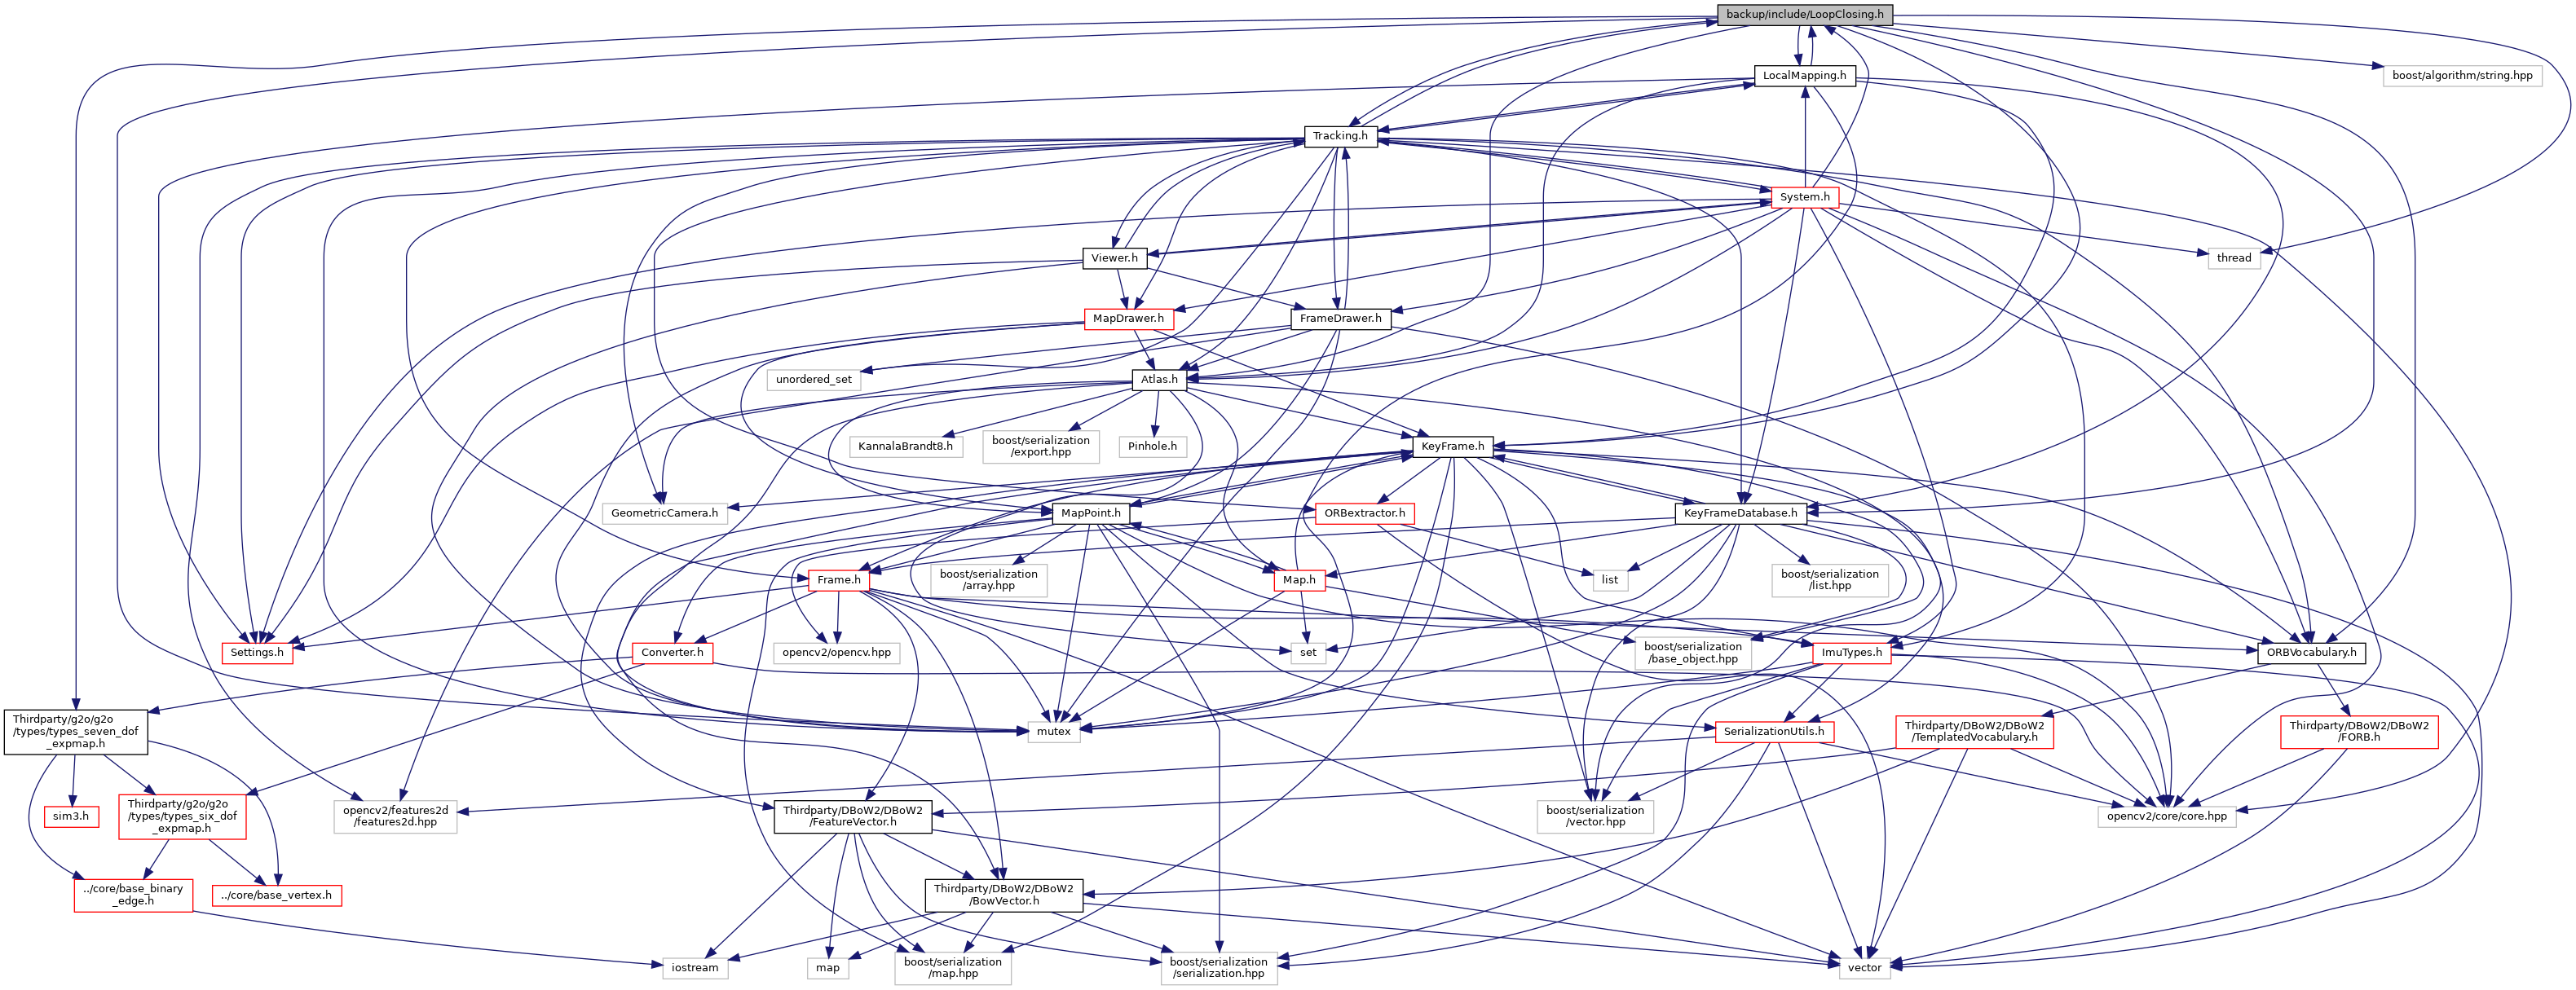 backup/include/LoopClosing.h
LocalMapping.h
boost/algorithm/string.hpp
Tracking.h
System.h
Viewer.h
thread
MapDrawer.h
FrameDrawer.h
unordered_set
Atlas.h
KannalaBrandt8.h
boost/serialization
/export.hpp
Pinhole.h
KeyFrame.h
GeometricCamera.h
MapPoint.h
ORBextractor.h
KeyFrameDatabase.h
Frame.h
boost/serialization
/array.hpp
Map.h
list
boost/serialization
/list.hpp
Settings.h
Converter.h
opencv2/opencv.hpp
set
boost/serialization
/base_object.hpp
ImuTypes.h
ORBVocabulary.h
Thirdparty/g2o/g2o
/types/types_seven_dof
_expmap.h
mutex
SerializationUtils.h
Thirdparty/DBoW2/DBoW2
/TemplatedVocabulary.h
Thirdparty/DBoW2/DBoW2
/FORB.h
sim3.h
Thirdparty/g2o/g2o
/types/types_six_dof
_expmap.h
opencv2/features2d
/features2d.hpp
Thirdparty/DBoW2/DBoW2
/FeatureVector.h
boost/serialization
/vector.hpp
opencv2/core/core.hpp
../core/base_binary
_edge.h
../core/base_vertex.h
Thirdparty/DBoW2/DBoW2
/BowVector.h
iostream
map
boost/serialization
/map.hpp
boost/serialization
/serialization.hpp
vector